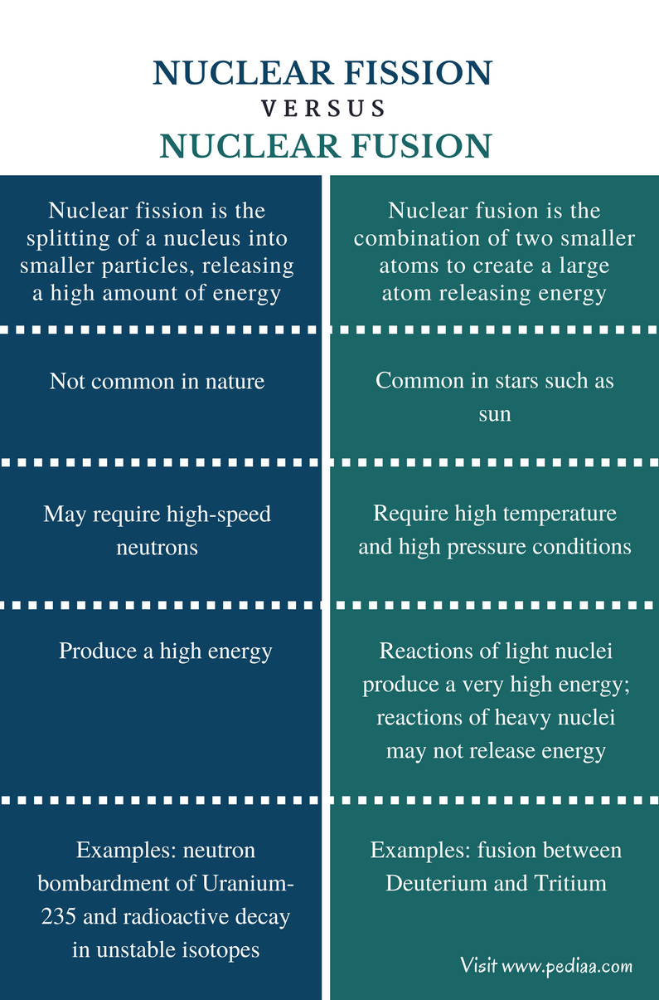 NUCLEAR FISSION
VERSUS
NUCLEAR FUSION
Nuclear fission is the
splitting of a nucleus into
smaller particles, releasing
a high amount of energy
Nuclear fusion is the
combination of two smaller
atoms to create a large
atom releasing energy
Not common in nature
Common in stars such as
sun
May require high-speed
neutrons
Require high temperature
and high pressure conditions
Produce a high energy
Reactions of light nuclei
produce a very high energy;
reactions of heavy nuclei
may not release energy
Examples: neutron
bombardment of Uranium-
235 and radioactive decay
in unstable isotopes
Examples: fusion between
Deuterium and Tritium
Visit www.pediaa.com